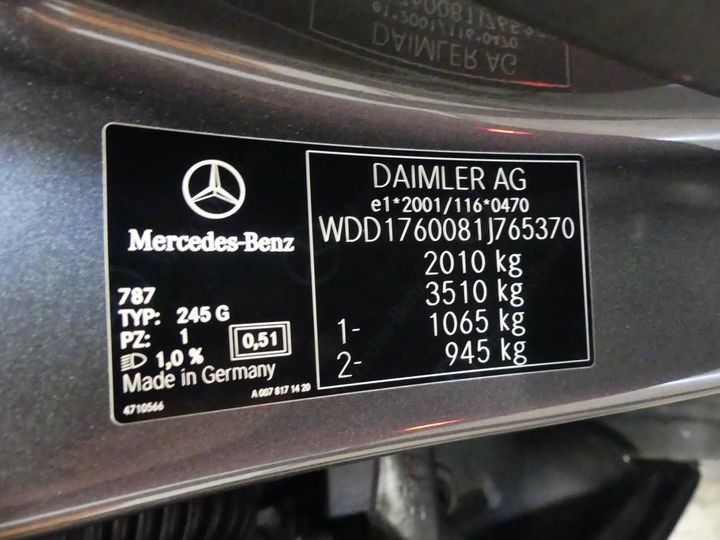 Mercedes-Benz
787
TYP: 245 G
PZ: 1
0,51
1,0 %
Made in Germany
4710566
A 007 817 14 20
DAIMLER AG
e1*2001/116*0470
WDD1760081J765370
2010 kg
3510 kg
1- 1065 kg
2- 945 kg